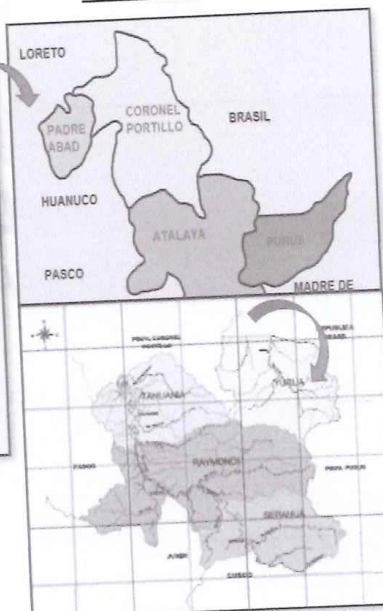 LORETO
CORONEL
PORTILLO
BRASIL
PADRE
ABAD
HUANUCO
ATALAYA
PURUS
PASCO
MADRE DE
TAHUANIA
YURUA
PASCO
RAYMONDI
PROV. PURUS
SEPAHUA
JUNIN
CUSCO